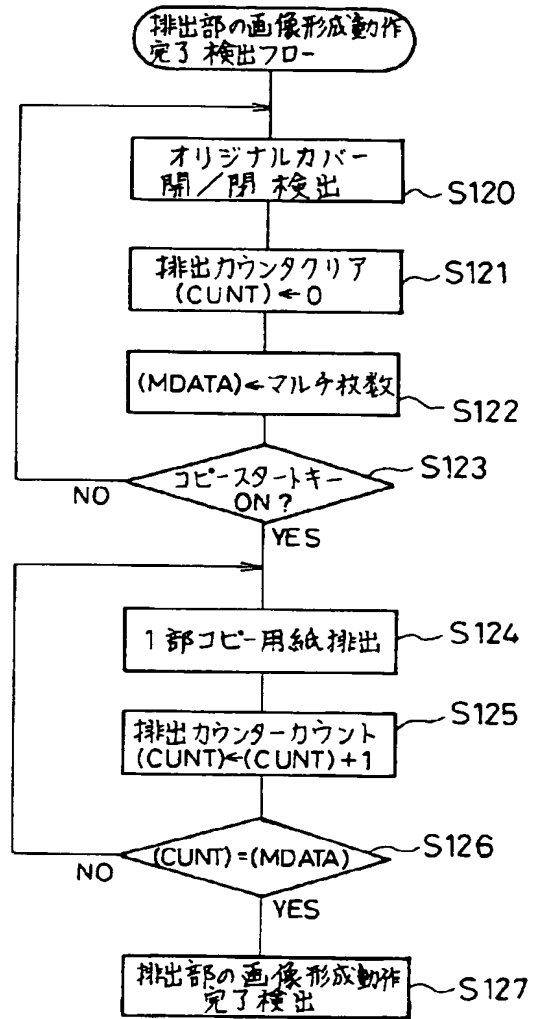 排出部の画像形成動作
完了検出フロー
オリジナルカバー
開／閉 検出
S120
排出カウンタクリア
(CUNT)←0
S121
(MDATA)←マルチ枚数
S122
コピースタートキー
ON?
S123
NO
YES
1部コピー用紙排出
S124
排出カウンターカウント
(CUNT)←(CUNT)+1
S125
(CUNT)=(MDATA)
S126
NO
YES
排出部の画像形成動作
完了検出
S127